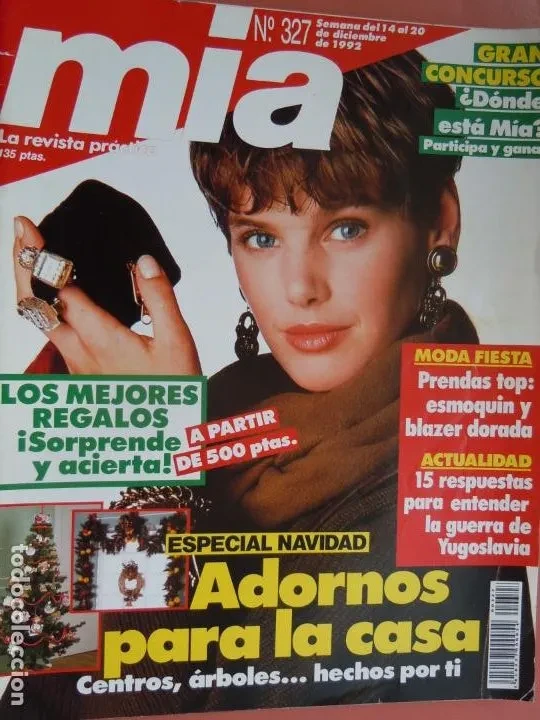 mía
Nº 327
Semana del 14 al 20
de diciembre
de 1992
La revista práctica
135 ptas.
GRAN
CONCURSO
¿Dónde
está Mía?
Participa y gana
LOS MEJORES
REGALOS
¡Sorprende
y acierta!
A PARTIR
DE 500 ptas.
MODA FIESTA
Prendas top:
esmoquin y
blazer dorada
ACTUALIDAD
15 respuestas
para entender
la guerra de
Yugoslavia
ESPECIAL NAVIDAD
Adornos
para la casa
Centros, árboles... hechos por ti
todocoleccion